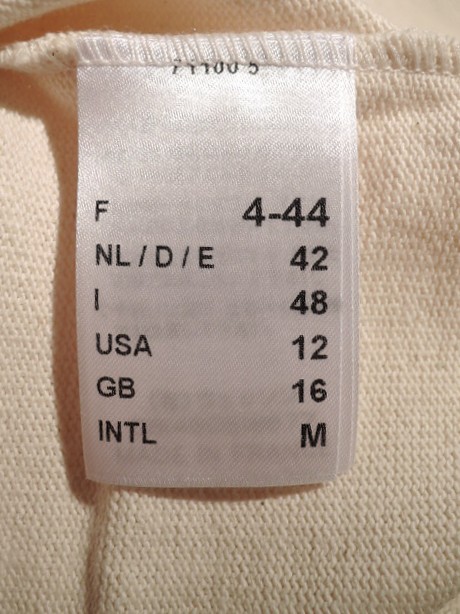 F 4-44
NL / D / E 42
I 48
USA 12
GB 16
INTL M